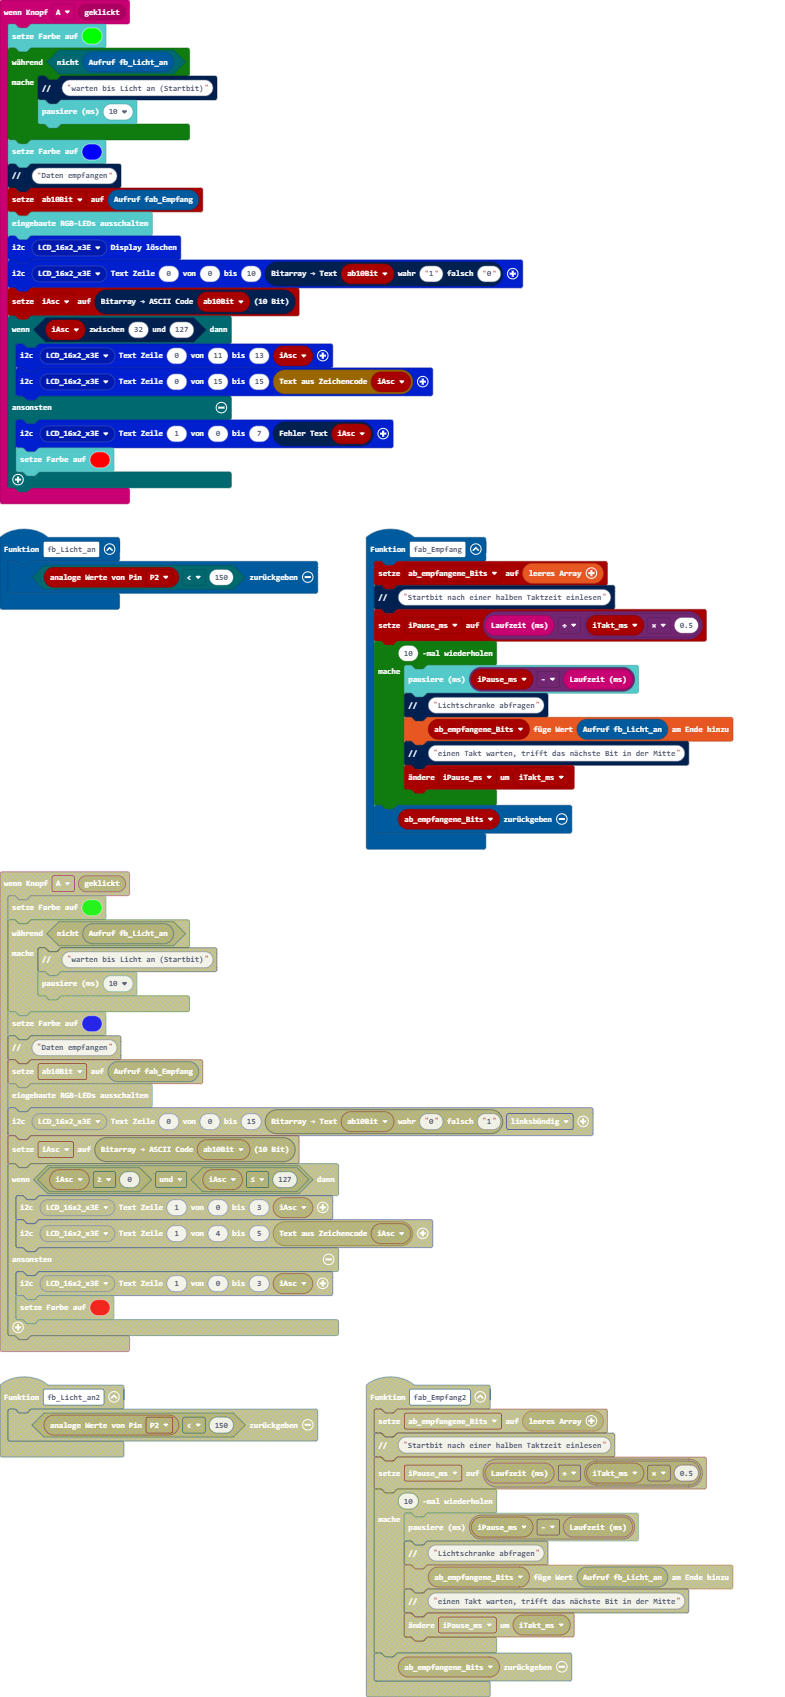 wenn Knopf A geklickt
setze Farbe auf
während nicht Aufruf fb_Licht_an
mache // "warten bis Licht an (Startbit)"
pausiere (ms) 10
setze Farbe auf
// "Daten empfangen"
setze ab10Bit auf Aufruf fab_Empfang
eingebaute RGB-LEDs ausschalten
i2c LCD_16x2_x3E Display löschen
i2c LCD_16x2_x3E Text Zeile 0 von 0 bis 10 Bitarray → Text ab10Bit wahr "1" falsch "0"
setze iAsc auf Bitarray → ASCII Code ab10Bit (10 Bit)
wenn iAsc zwischen 32 und 127 dann
i2c LCD_16x2_x3E Text Zeile 0 von 11 bis 13 iAsc
i2c LCD_16x2_x3E Text Zeile 0 von 15 bis 15 Text aus Zeichencode iAsc
ansonsten
i2c LCD_16x2_x3E Text Zeile 1 von 0 bis 7 Fehler Text iAsc
setze Farbe auf
Funktion fb_Licht_an
analoge Werte von Pin P2 < 150 zurückgeben
Funktion fab_Empfang
setze ab_empfangene_Bits auf leeres Array
// "Startbit nach einer halben Taktzeit einlesen"
setze iPause_ms auf Laufzeit (ms) + iTakt_ms × 0.5
10 -mal wiederholen
mache pausiere (ms) iPause_ms - Laufzeit (ms)
// "Lichtschranke abfragen"
ab_empfangene_Bits füge Wert Aufruf fb_Licht_an am Ende hinzu
// "einen Takt warten, trifft das nächste Bit in der Mitte"
ändere iPause_ms um iTakt_ms
ab_empfangene_Bits zurückgeben
wenn Knopf A geklickt
setze Farbe auf
während nicht Aufruf fb_Licht_an
mache // "warten bis Licht an (Startbit)"
pausiere (ms) 10
setze Farbe auf
// "Daten empfangen"
setze ab10Bit auf Aufruf fab_Empfang
eingebaute RGB-LEDs ausschalten
i2c LCD_16x2_x3E Text Zeile 0 von 0 bis 15 Bitarray → Text ab10Bit wahr "0" falsch "1" linksbündig
setze iAsc auf Bitarray → ASCII Code ab10Bit (10 Bit)
wenn iAsc ≥ 0 und iAsc ≤ 127 dann
i2c LCD_16x2_x3E Text Zeile 1 von 0 bis 3 iAsc
i2c LCD_16x2_x3E Text Zeile 1 von 4 bis 5 Text aus Zeichencode iAsc
ansonsten
i2c LCD_16x2_x3E Text Zeile 1 von 0 bis 3 iAsc
setze Farbe auf
Funktion fb_Licht_an2
analoge Werte von Pin P2 < 150 zurückgeben
Funktion fab_Empfang2
setze ab_empfangene_Bits auf leeres Array
// "Startbit nach einer halben Taktzeit einlesen"
setze iPause_ms auf Laufzeit (ms) + iTakt_ms × 0.5
10 -mal wiederholen
mache pausiere (ms) iPause_ms - Laufzeit (ms)
// "Lichtschranke abfragen"
ab_empfangene_Bits füge Wert Aufruf fb_Licht_an am Ende hinzu
// "einen Takt warten, trifft das nächste Bit in der Mitte"
ändere iPause_ms um iTakt_ms
ab_empfangene_Bits zurückgeben